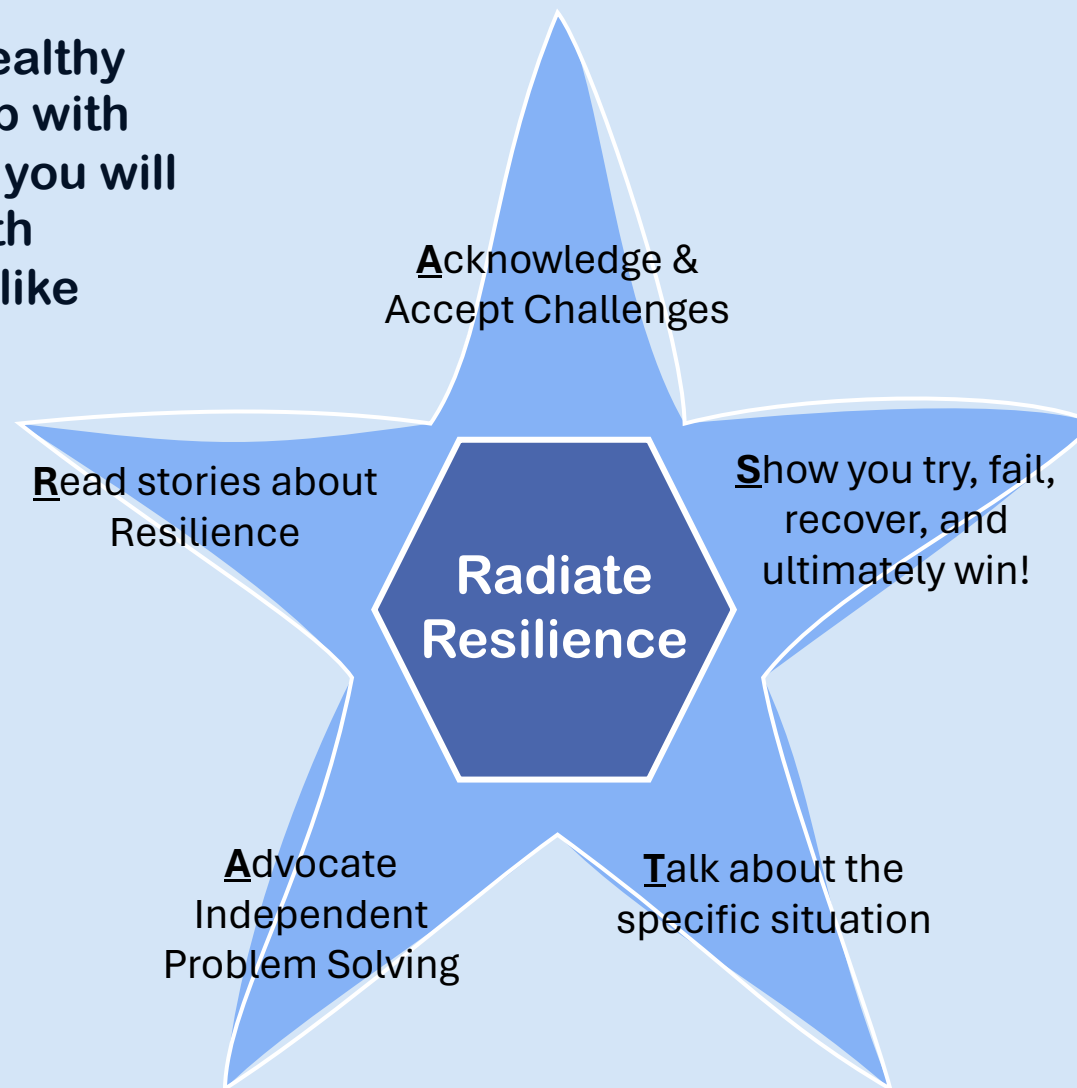 ealthy
with
you will
like
Acknowledge &
Accept Challenges
Read stories about
Resilience
Show you try, fail,
recover, and
ultimately win!
Radiate
Resilience
Advocate
Independent
Problem Solving
Talk about the
specific situation